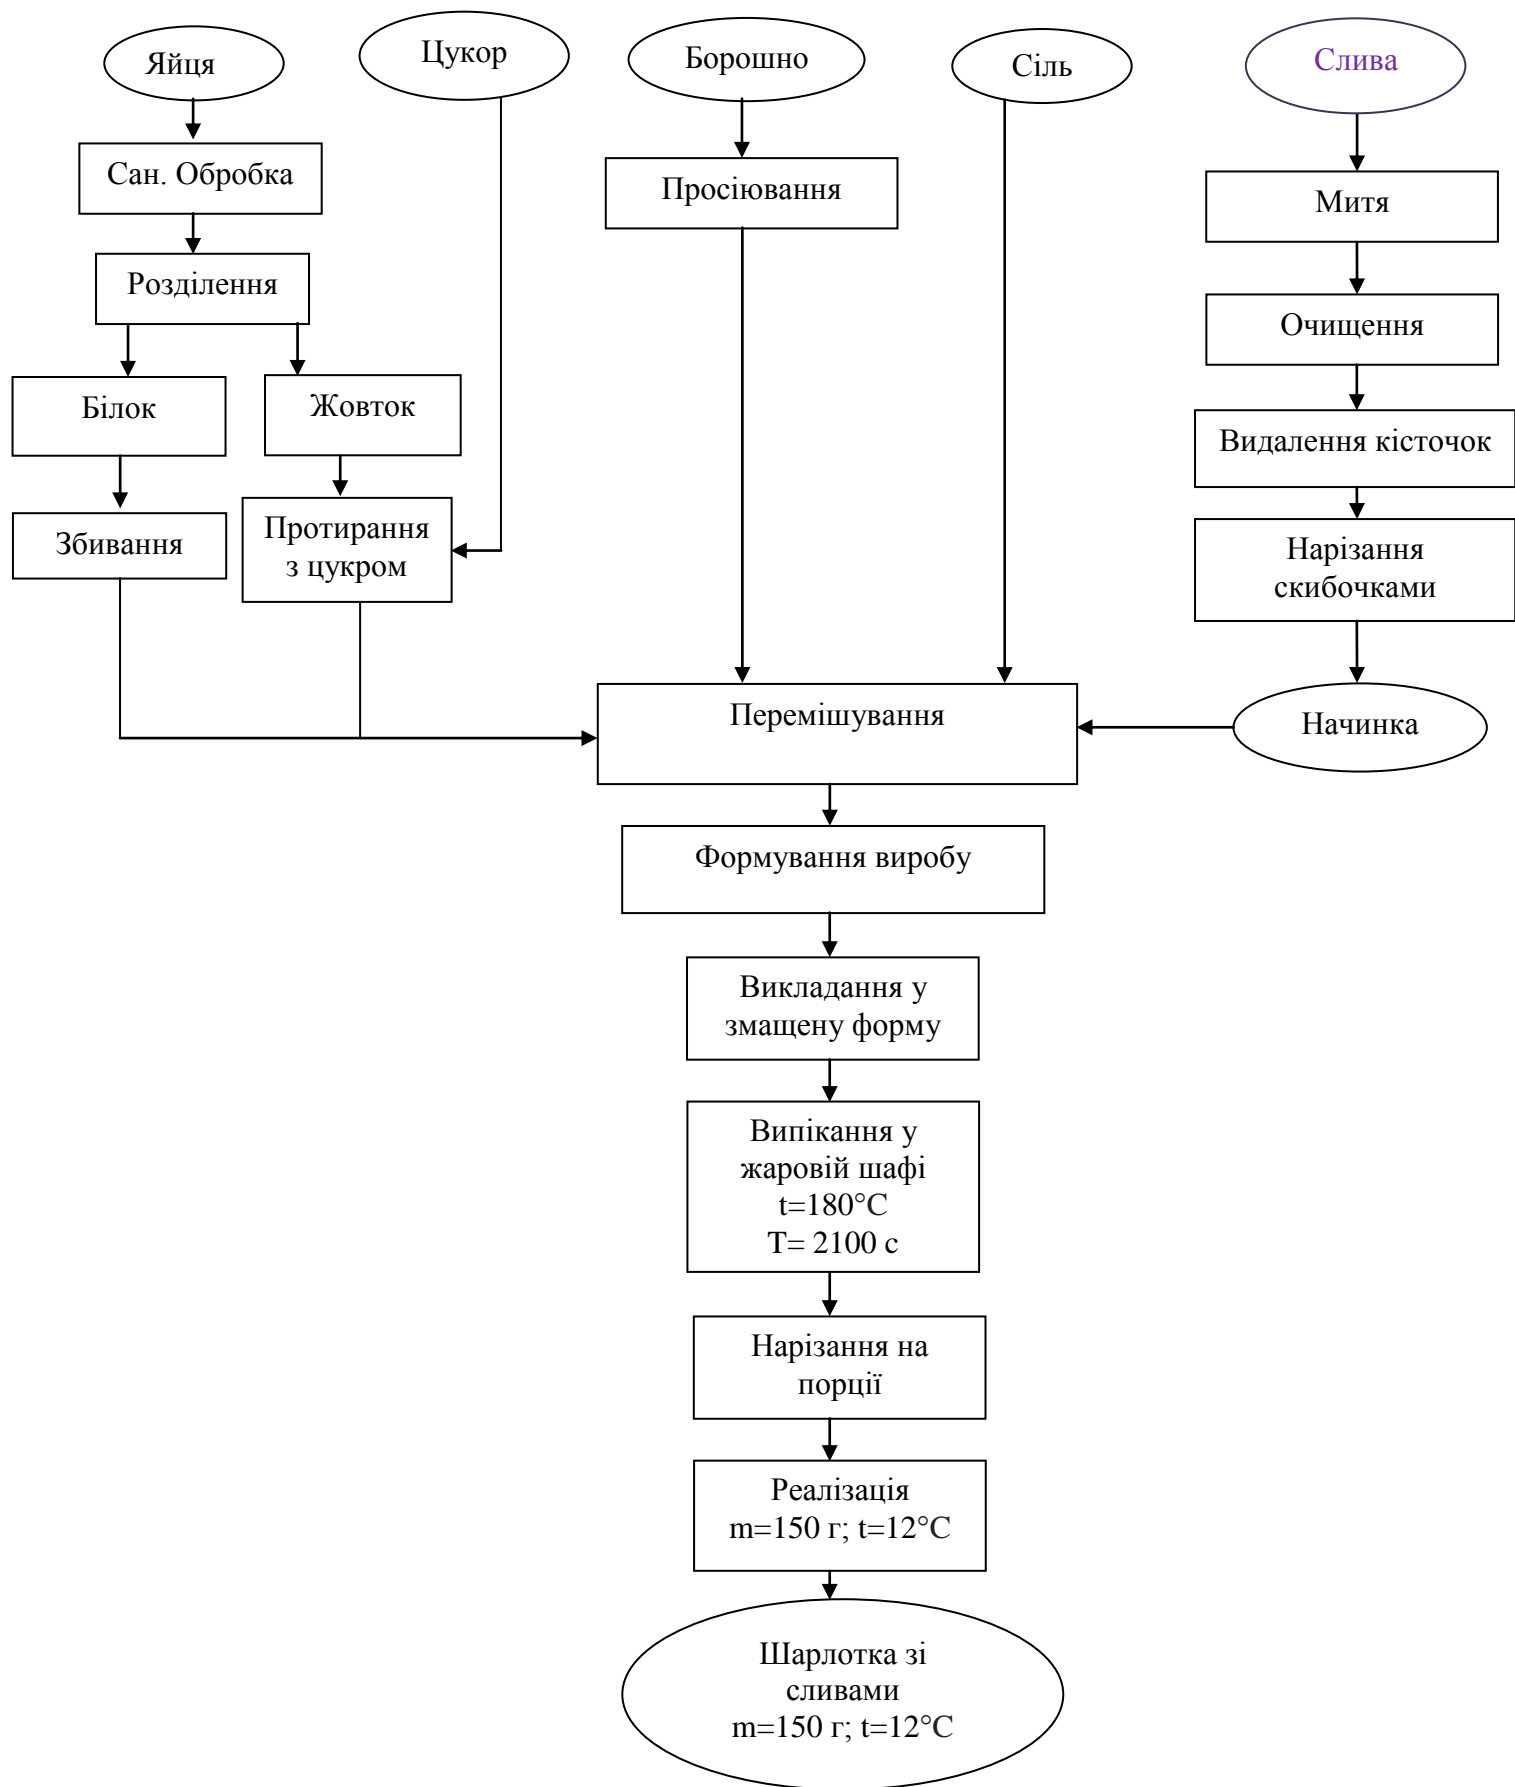 Яйця
Цукор
Борошно
Сіль
Слива
Сан. Обробка
Просіювання
Митя
Розділення
Очищення
Білок
Жовток
Видалення кісточок
Збивання
Протирання
з цукром
Нарізання
скибочками
Перемішування
Начинка
Формування виробу
Викладання у
змащену форму
Випікання у
жаровій шафі
t=180°C
T= 2100 с
Нарізання на
порції
Реалізація
m=150 г; t=12°C
Шарлотка зі
сливами
m=150 г; t=12°C